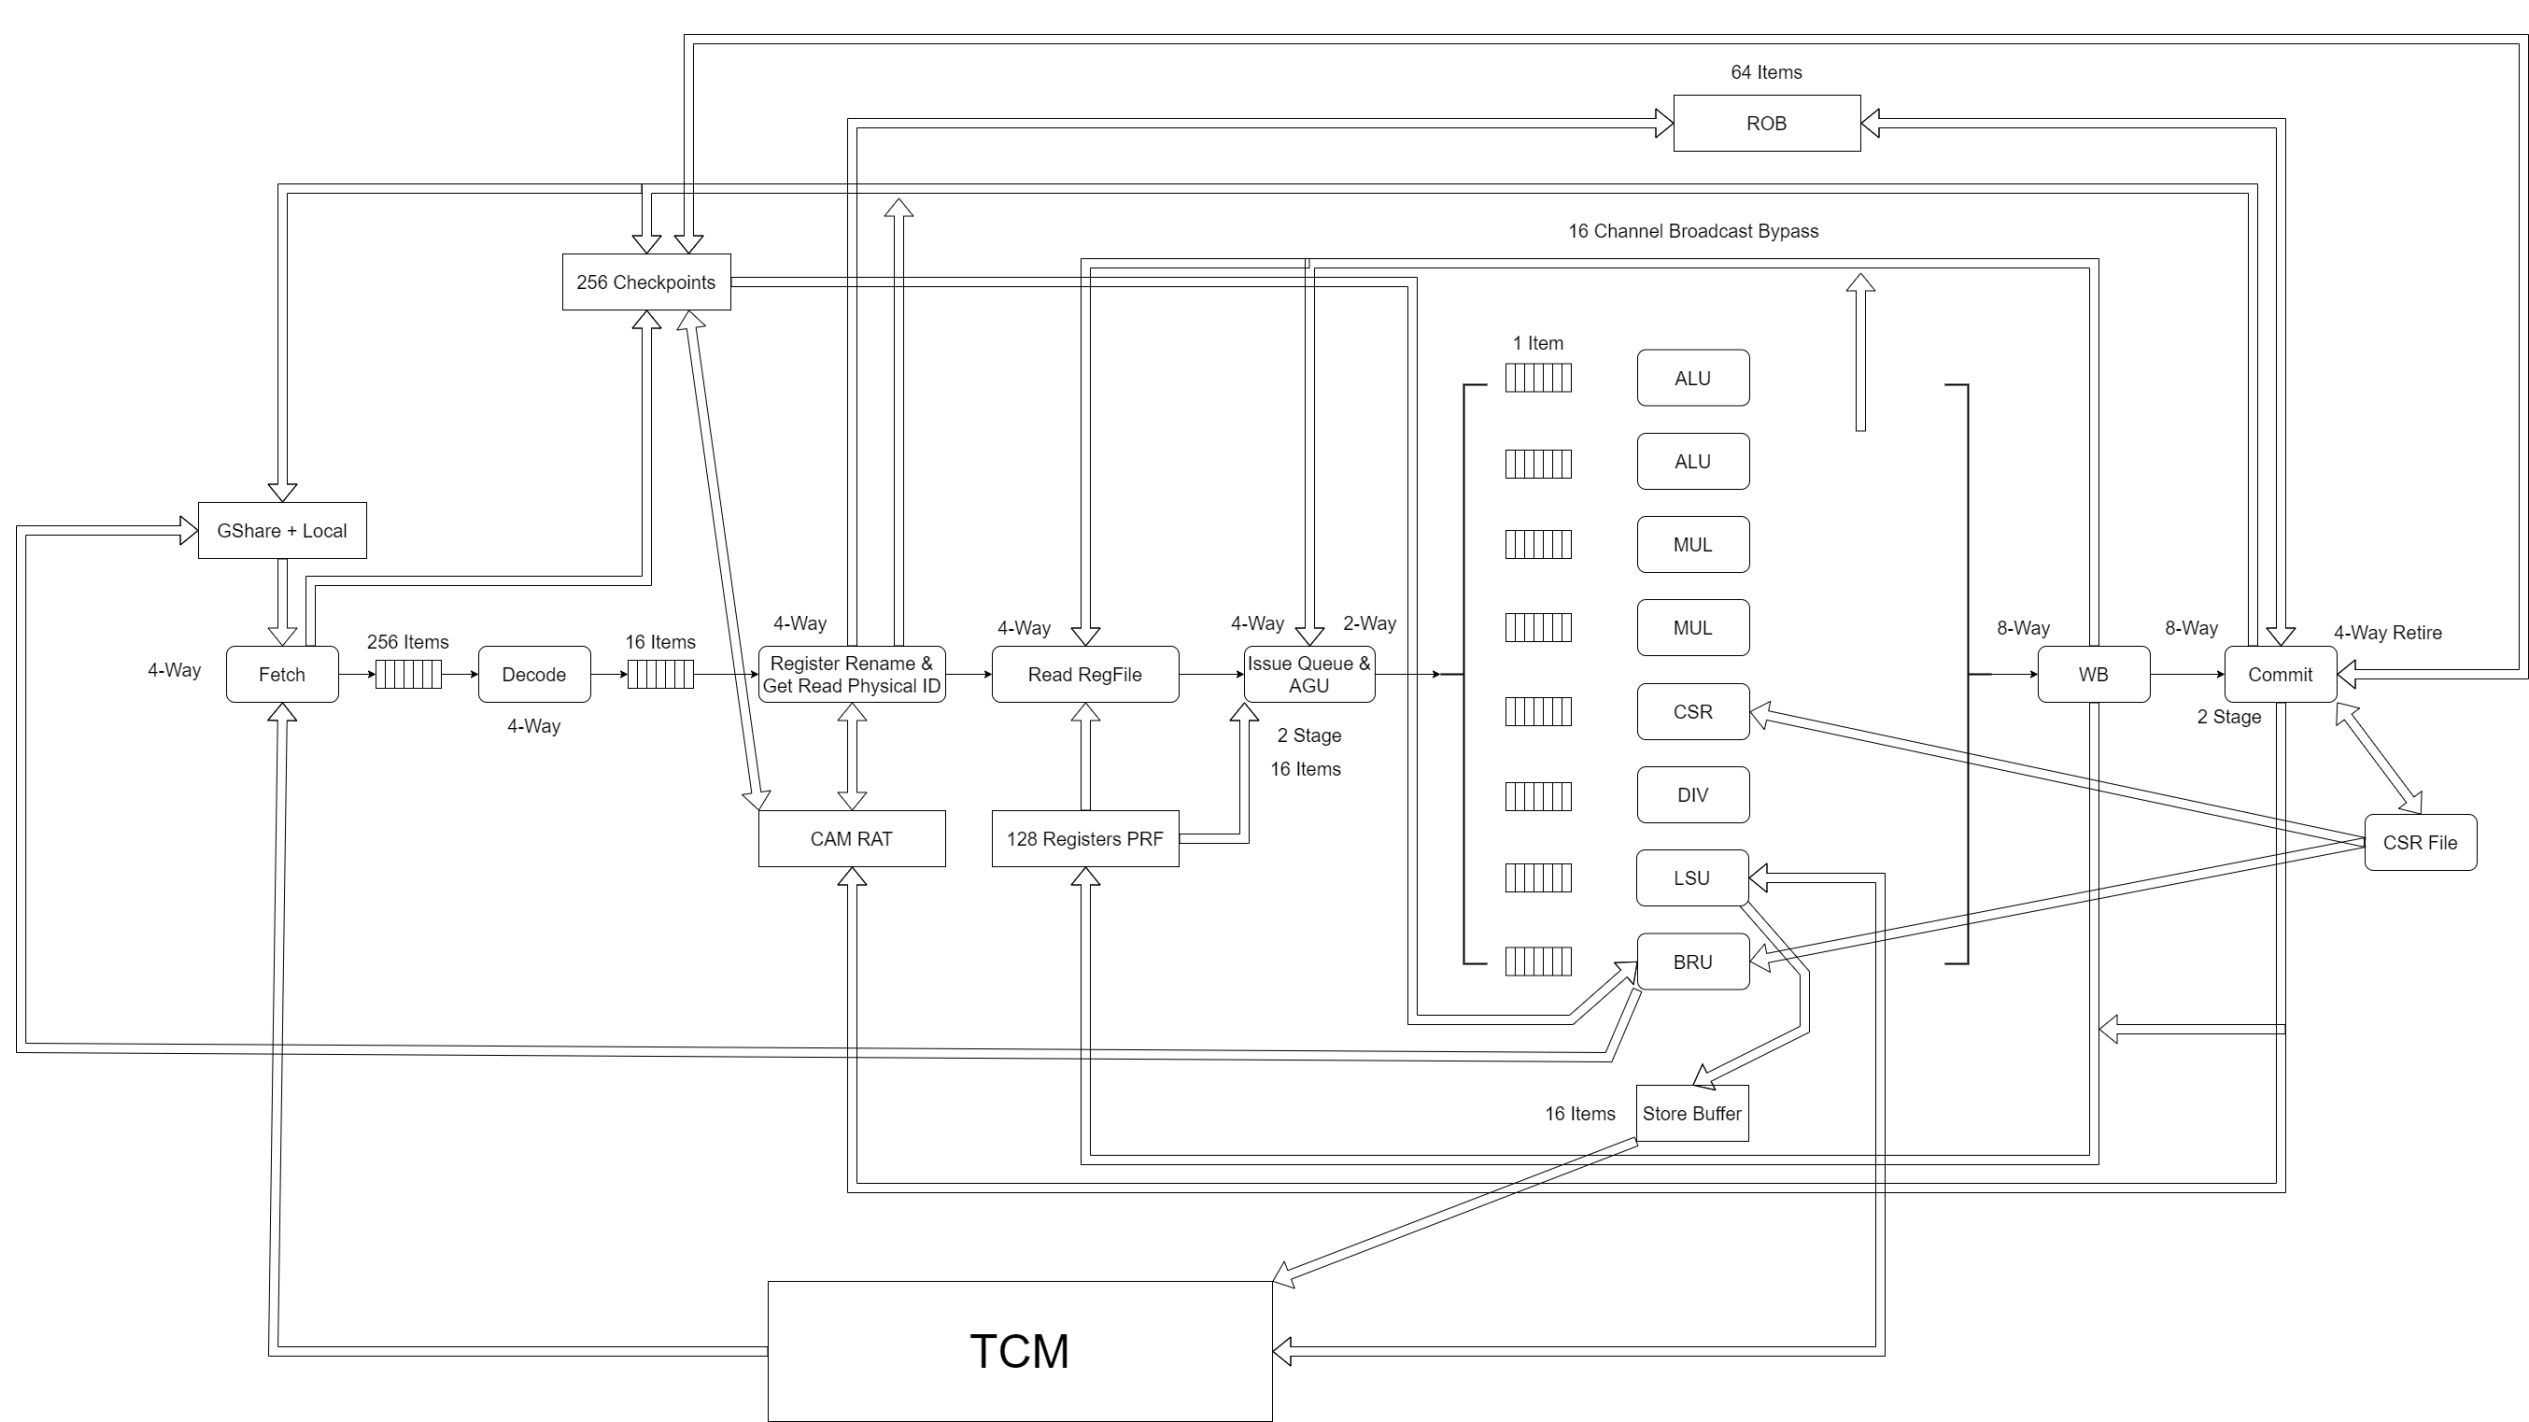 64 Items
ROB
16 Channel Broadcast Bypass
256 Checkpoints
1 Item
ALU
ALU
GShare + Local
MUL
MUL
4-Way
Fetch
256 Items
Decode
4-Way
16 Items
4-Way
Register Rename &
Get Read Physical ID
4-Way
Read RegFile
4-Way
2-Way
Issue Queue &
AGU
2 Stage
16 Items
8-Way
WB
8-Way
Commit
4-Way Retire
2 Stage
CSR
DIV
CAM RAT
128 Registers PRF
CSR File
LSU
BRU
16 Items
Store Buffer
TCM